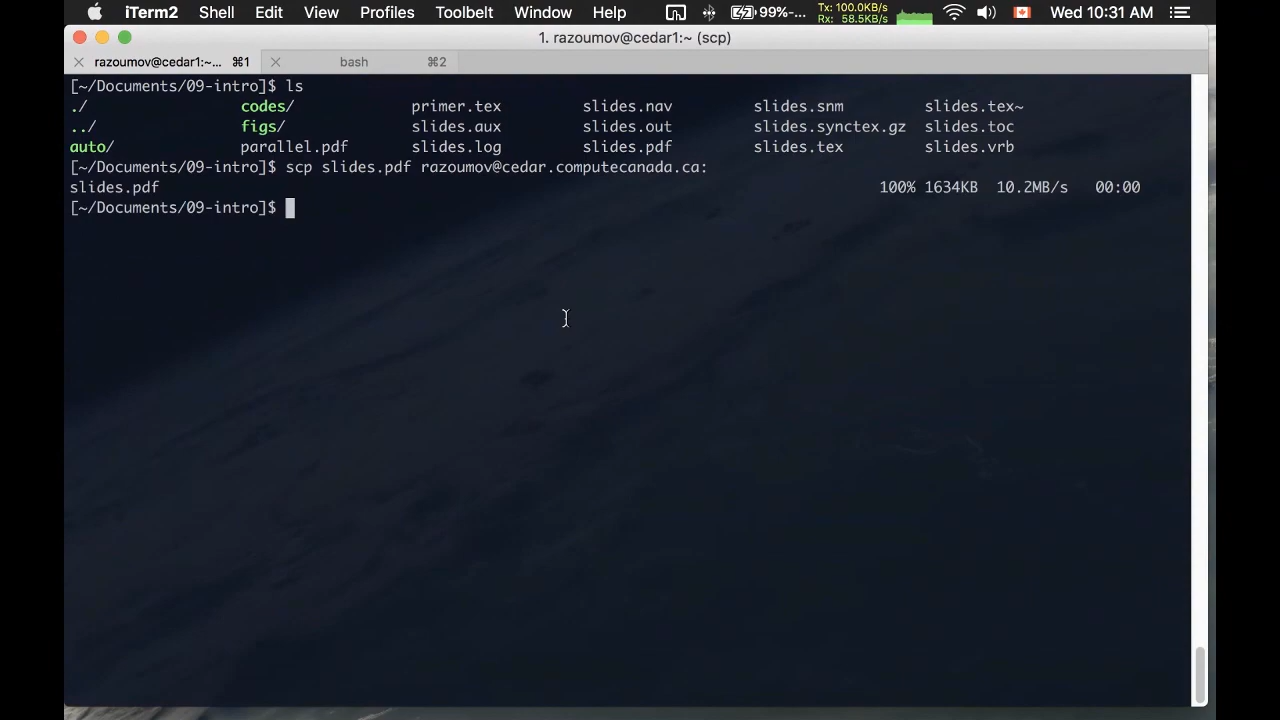 iTerm2 Shell Edit View Profiles Toolbelt Window Help 99%-... Tx: 100.0KB/s Rx: 58.5KB/s Wed 10:31 AM
1. razoumov@cedar1:~ (scp)
razoumov@cedar1:~... ⌘1 bash ⌘2
[~/Documents/09-intro]$ ls
./ codes/ primer.tex slides.nav slides.snm slides.tex~
../ figs/ slides.aux slides.out slides.synctex.gz slides.toc
auto/ parallel.pdf slides.log slides.pdf slides.tex slides.vrb
[~/Documents/09-intro]$ scp slides.pdf razoumov@cedar.computecanada.ca:
slides.pdf 100% 1634KB 10.2MB/s 00:00
[~/Documents/09-intro]$